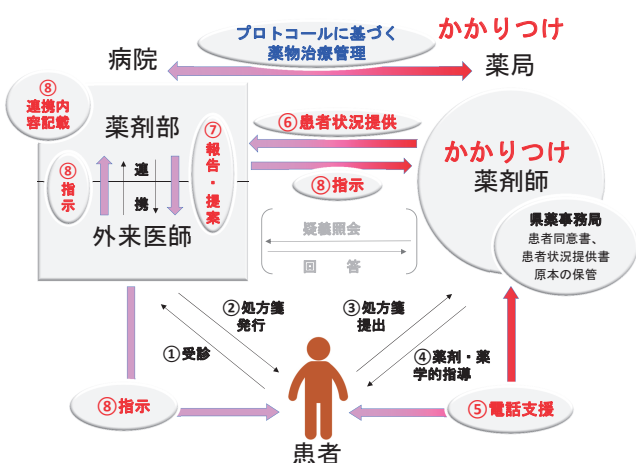 プロトコールに基づく
薬物治療管理
かかりつけ
病院
薬局
⑧
連携内
容記載
薬剤部
⑦
報告・提案
⑥患者状況提供
かかりつけ
薬剤師
⑧
指示
連
携
⑧指示
外来医師
疑義照会
回 答
県薬事務局
患者同意書、
患者状況提供書
原本の保管
②処方箋
発行
③処方箋
提出
①受診
④薬剤・薬
学的指導
⑧指示
⑤電話支援
患者